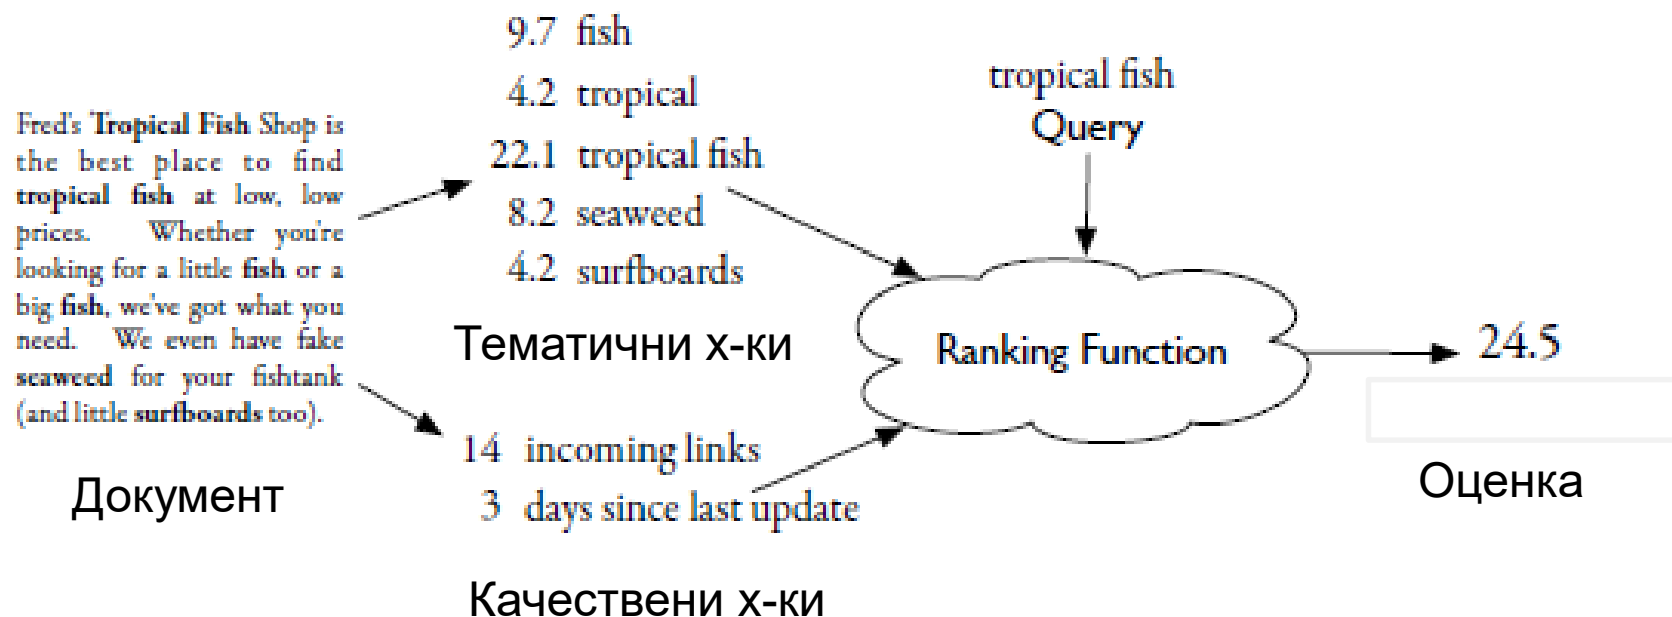 Fred's Tropical Fish Shop is
the best place to find
tropical fish at low, low
prices. Whether you're
looking for a little fish or a
big fish, we've got what you
need. We even have fake
seaweed for your fishtank
(and little surfboards too).
Документ
9.7 fish
4.2 tropical
22.1 tropical fish
8.2 seaweed
4.2 surfboards
Тематични х-ки
14 incoming links
3 days since last update
Качествени х-ки
tropical fish
Query
Ranking Function
24.5
Оценка